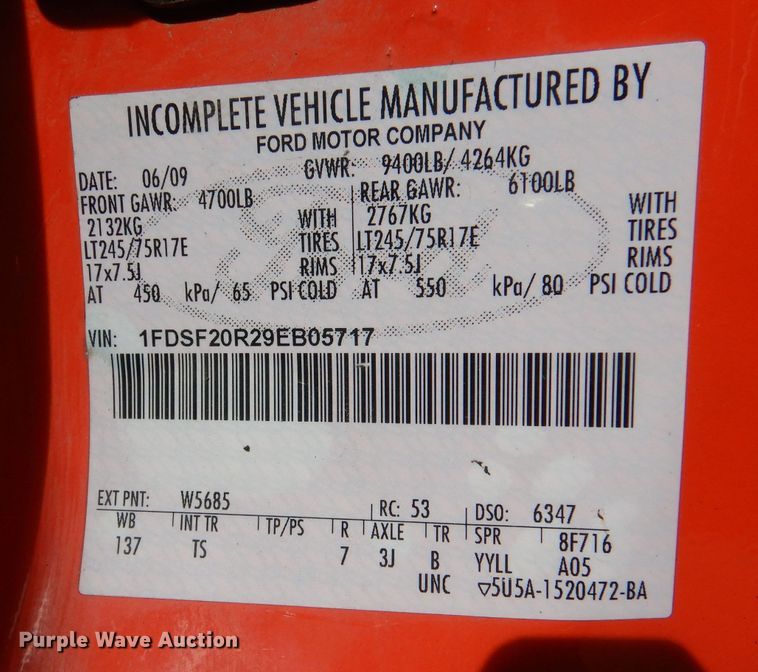 INCOMPLETE VEHICLE MANUFACTURED BY
FORD MOTOR COMPANY
DATE: 06/09 GVWR: 9400LB/ 4264KG
FRONT GAWR: 4700LB REAR GAWR: 6100LB
2132KG WITH 2767KG WITH
LT245/75R17E TIRES LT245/75R17E TIRES
17x7.5J RIMS 17x7.5J RIMS
AT 450 kPa/ 65 PSI COLD AT 550 kPa/ 80 PSI COLD
VIN: 1FDSF20R29EB05717
EXT PNT: W5685 RC: 53 DSO: 6347
WB INT TR TP/PS R AXLE TR SPR 8F716
137 TS 7 3J B YYLL A05
UNC ▽5U5A-1520472-BA
Purple Wave Auction